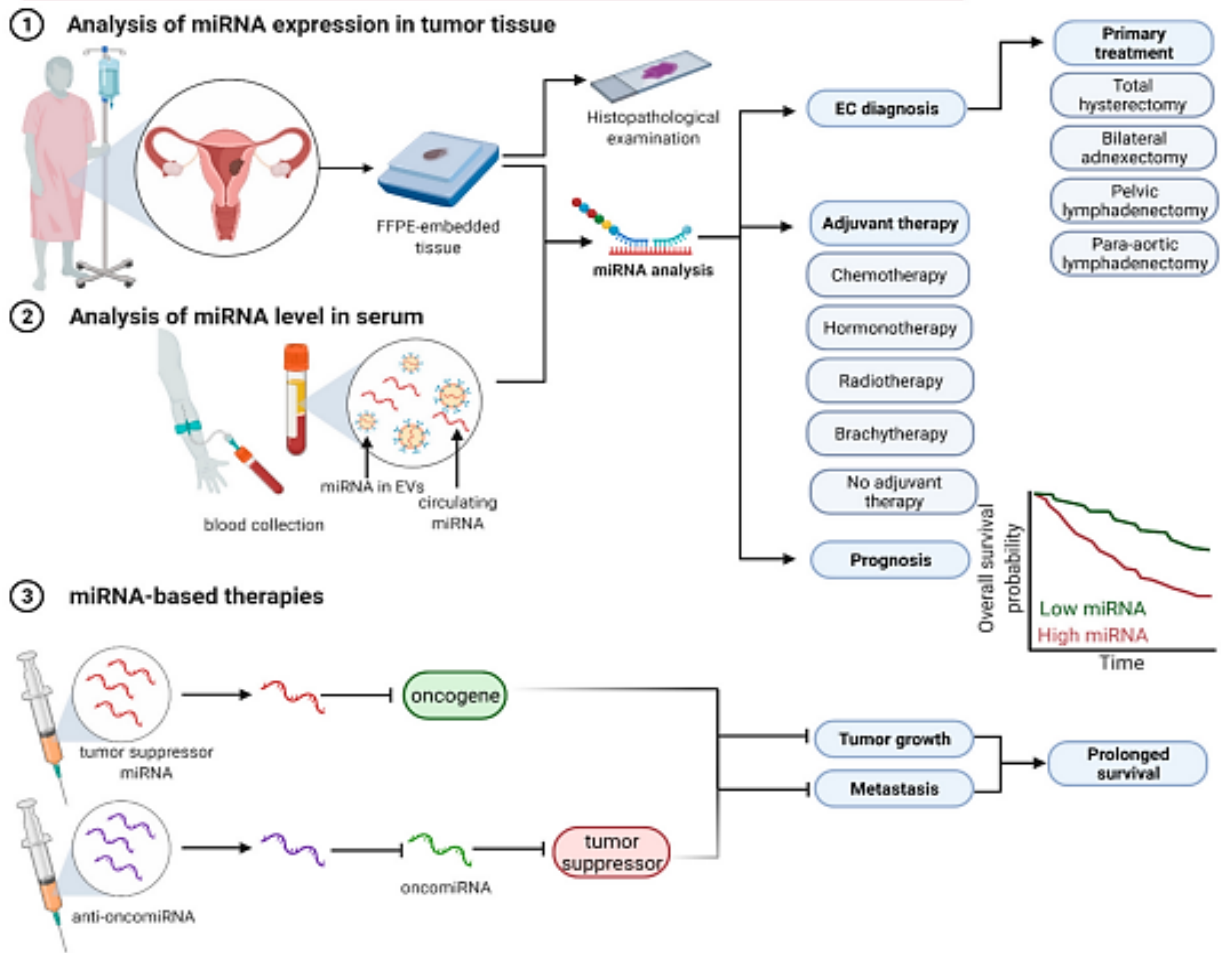 1 Analysis of miRNA expression in tumor tissue
FFPE-embedded
tissue
Histopathological
examination
miRNA analysis
2 Analysis of miRNA level in serum
blood collection
miRNA in EVs
circulating
miRNA
EC diagnosis
Primary
treatment
Total
hysterectomy
Bilateral
adnexectomy
Pelvic
lymphadenectomy
Para-aortic
lymphadenectomy
Adjuvant therapy
Chemotherapy
Hormonotherapy
Radiotherapy
Brachytherapy
No adjuvant
therapy
Prognosis
Overall survival
probability
Low miRNA
High miRNA
Time
3 miRNA-based therapies
tumor suppressor
miRNA
oncogene
anti-oncomiRNA
oncomiRNA
tumor
suppressor
Tumor growth
Metastasis
Prolonged
survival